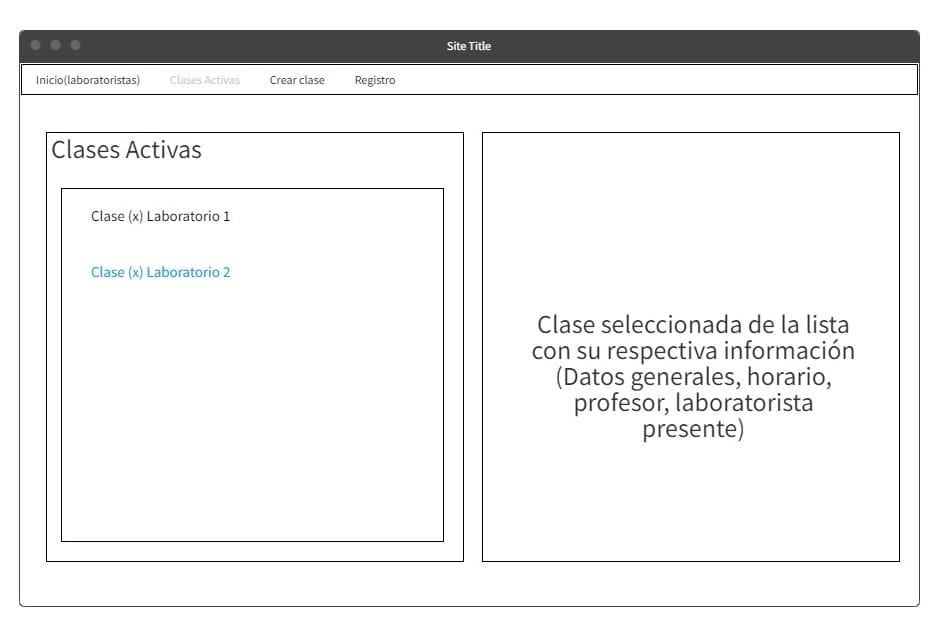 Site Title
Inicio(laboratoristas) Clases Activas Crear clase Registro
Clases Activas
Clase (x) Laboratorio 1
Clase (x) Laboratorio 2
Clase seleccionada de la lista
con su respectiva información
(Datos generales, horario,
profesor, laboratorista
presente)